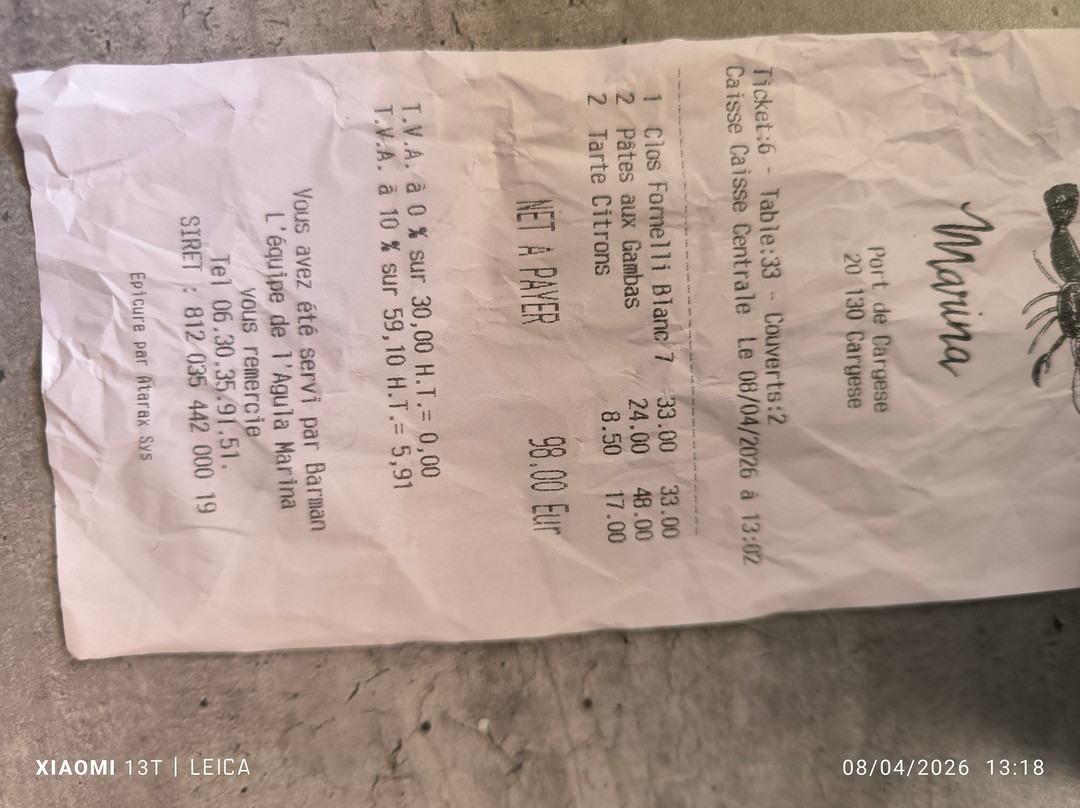 Marina
Port de Cargese
20 130 Cargese
Ticket:6 - Table:33 - Couverts:2
Caisse Caisse Centrale Le 08/04/2026 à 13:02
1 Clos Fornelli Blanc 7 33.00 33.00
2 Pâtes aux Gambas 24.00 48.00
2 Tarte Citrons 8.50 17.00
NET A PAYER 98,00 Eur
T.V.A. à 0 % sur 30,00 H.T.= 0,00
T.V.A. à 10 % sur 59,10 H.T.= 5,91
Vous avez été servi par Barman
L'équipe de l'Agula Marina
vous remercie
Tel 06.30.35.91.51.
SIRET : 812 035 442 000 19
Epicure par Atarax Sys
XIAOMI 13T | LEICA
08/04/2026 13:18